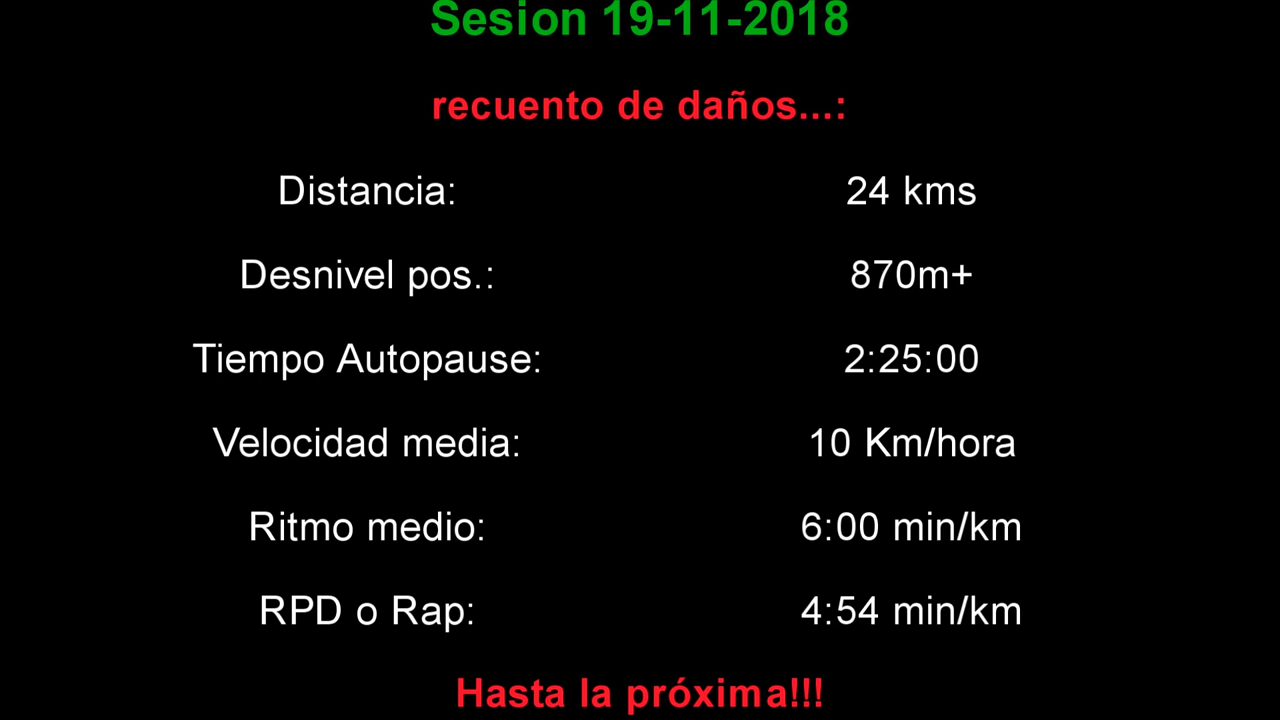 Sesion 19-11-2018
recuento de daños...:
Distancia: 24 kms
Desnivel pos.: 870m+
Tiempo Autopause: 2:25:00
Velocidad media: 10 Km/hora
Ritmo medio: 6:00 min/km
RPD o Rap: 4:54 min/km
Hasta la próxima!!!